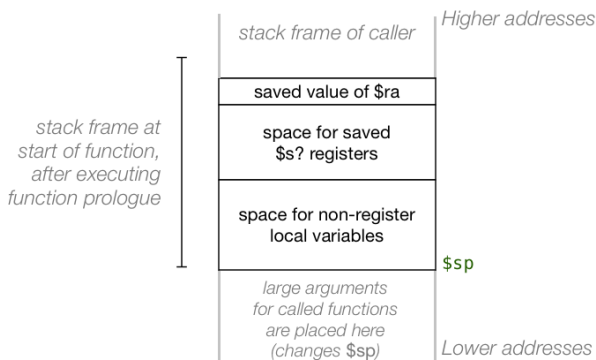 Higher addresses
stack frame of caller
saved value of $ra
space for saved
$s? registers
stack frame at
start of function,
after executing
function prologue
space for non-register
local variables
$sp
large arguments
for called functions
are placed here
(changes $sp)
Lower addresses